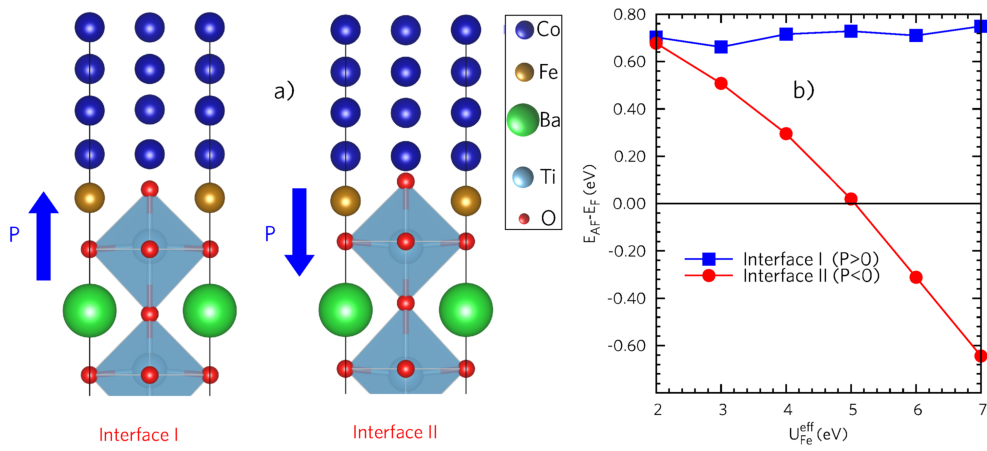 a)
Co
Fe
Ba
Ti
O
P
P
Interface I
Interface II
b)
E_AF-E_F (eV)
0.80
0.60
0.40
0.20
0.00
-0.20
-0.40
-0.60
Interface I (P>0)
Interface II (P<0)
2 3 4 5 6 7
U_Fe^eff (eV)